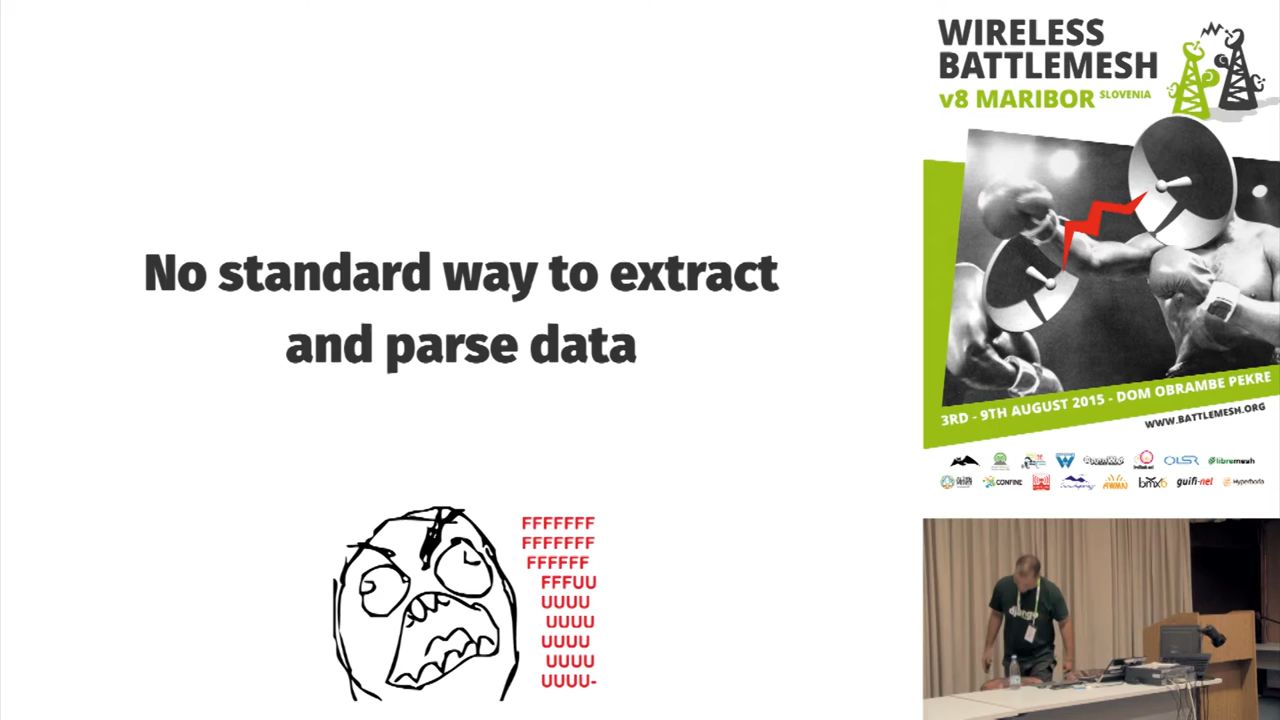 No standard way to extract
and parse data
FFFFFFF
FFFFFFF
FFFFFF
FFFUU
UUUU
UUUU
UUUU
UUUU
UUUU-
WIRELESS
BATTLEMESH
v8 MARIBOR SLOVENIA
3RD - 9TH AUGUST 2015 - DOM OBRAMBE PEKRE
WWW.BATTLEMESH.ORG
OLSR
libremesh
CONFINE
bmx6
guifi·net
Hyperboria
django